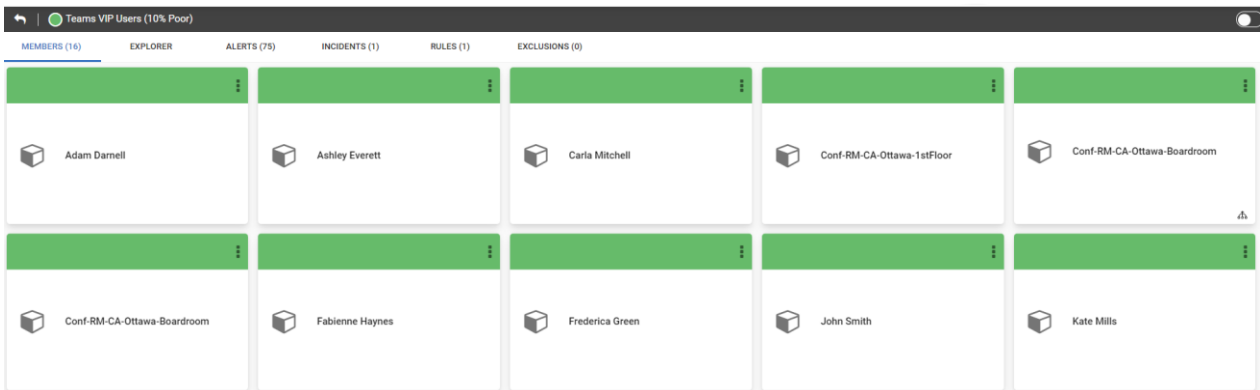 Teams VIP Users (10% Poor)
MEMBERS (16) EXPLORER ALERTS (75) INCIDENTS (1) RULES (1) EXCLUSIONS (0)
Adam Darnell
Ashley Everett
Carla Mitchell
Conf-RM-CA-Ottawa-1stFloor
Conf-RM-CA-Ottawa-Boardroom
Conf-RM-CA-Ottawa-Boardroom
Fabienne Haynes
Frederica Green
John Smith
Kate Mills